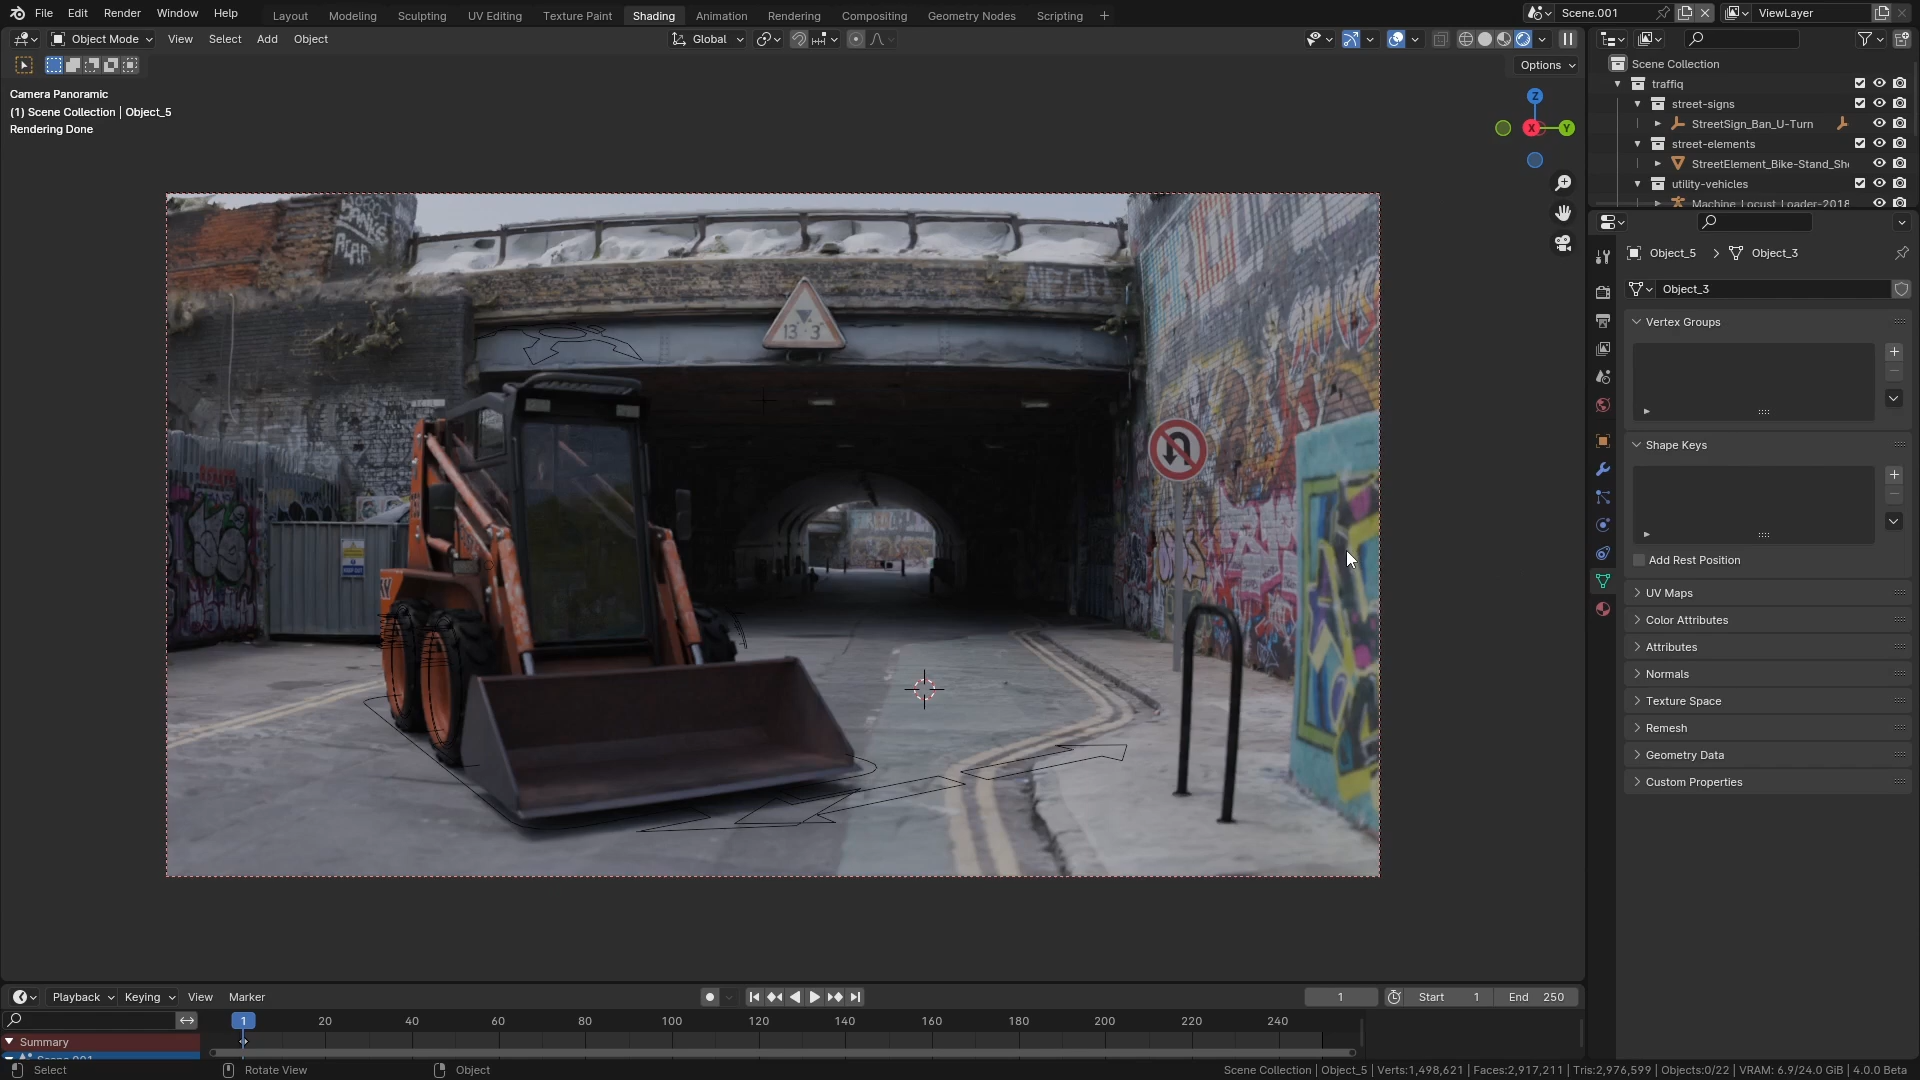 File Edit Render Window Help
Layout Modeling Sculpting UV Editing Texture Paint Shading Animation Rendering Compositing Geometry Nodes Scripting +
Scene.001
ViewLayer
Object Mode View Select Add Object
Global
Options
Camera Panoramic
(1) Scene Collection | Object_5
Rendering Done
Z
X
Y
13 3
Scene Collection
traffiq
street-signs
StreetSign_Ban_U-Turn
street-elements
StreetElement_Bike-Stand_She
utility-vehicles
Machine_Locust_Loader-2018
Object_5 > Object_3
Object_3
Vertex Groups
Shape Keys
Add Rest Position
UV Maps
Color Attributes
Attributes
Normals
Texture Space
Remesh
Geometry Data
Custom Properties
Playback Keying View Marker
1
Start 1
End 250
1 20 40 60 80 100 120 140 160 180 200 220 240
Summary
Scene.001
Select
Rotate View
Object
Scene Collection | Object_5 | Verts:1,498,621 | Faces:2,917,211 | Tris:2,976,599 | Objects:0/22 | VRAM: 6.9/24.0 GiB | 4.0.0 Beta